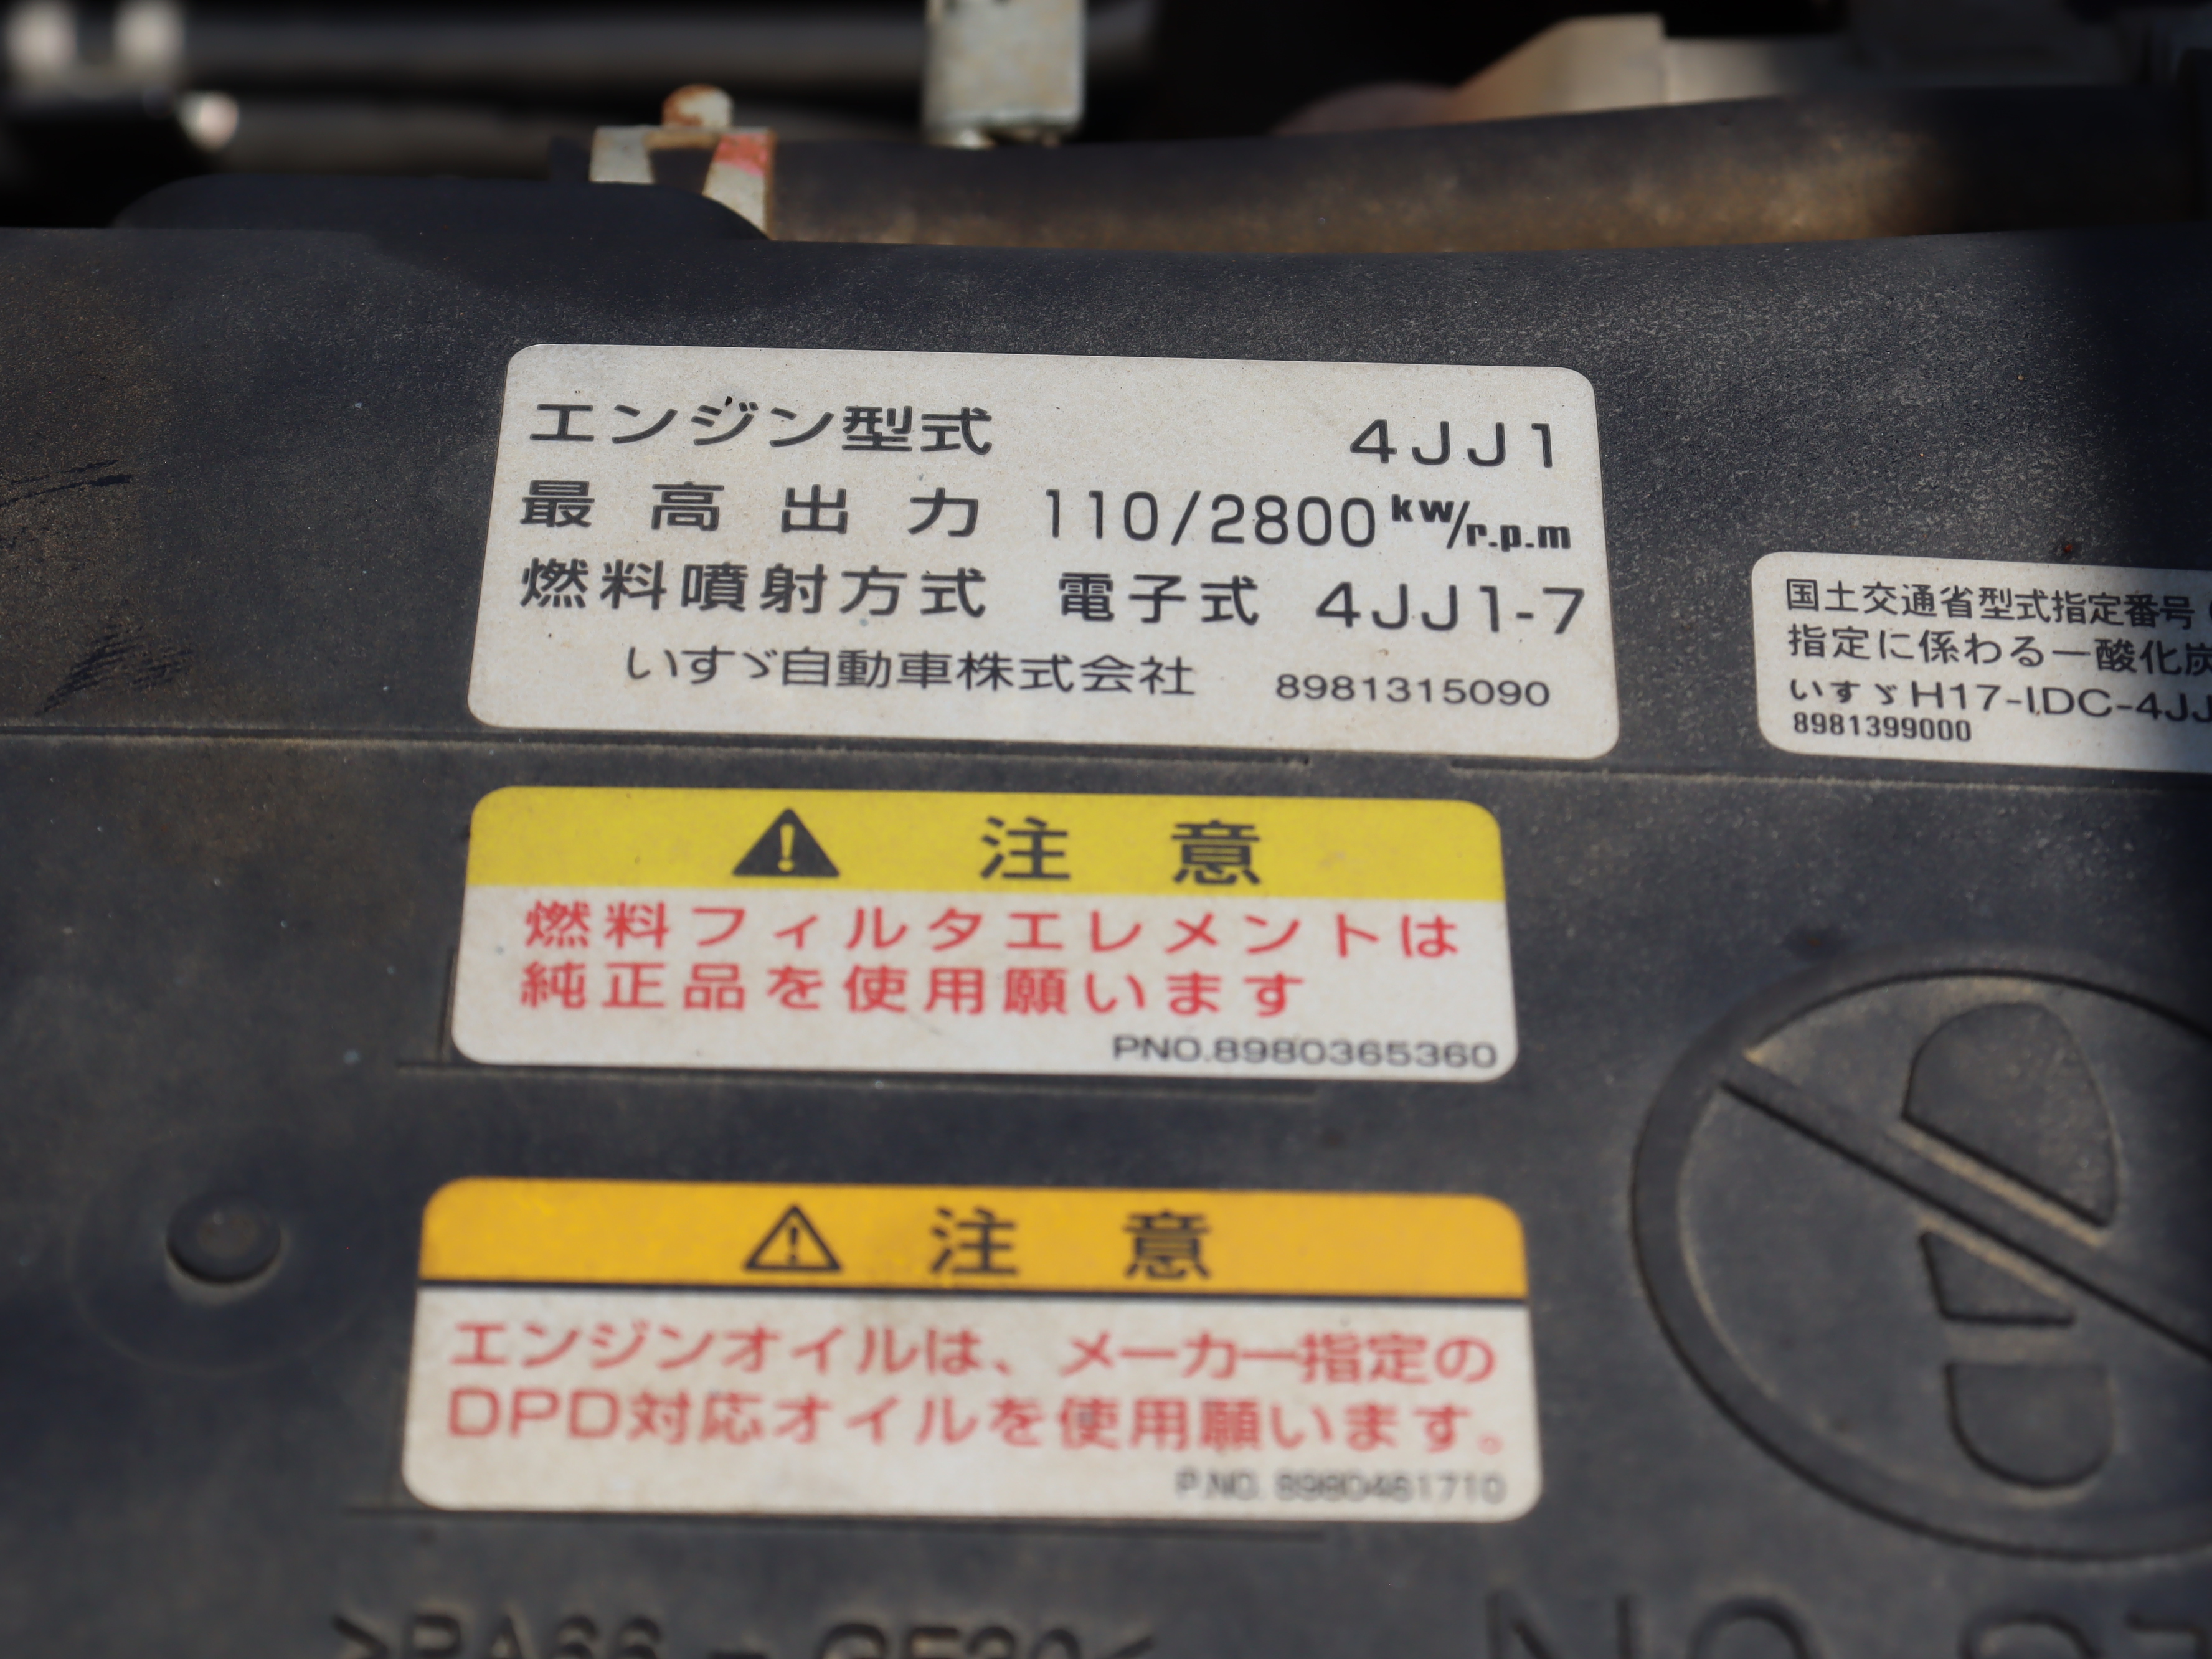 エンジン型式 4JJ1
最高出力 110/2800 kw/r.p.m
燃料噴射方式 電子式 4JJ1-7
いすゞ自動車株式会社 8981315090
国土交通省型式指定番号
指定に係わる一酸化炭
いすゞH17-IDC-4JJ
8981399000
注意
燃料フィルタエレメントは
純正品を使用願います
PNO.8980365360
注意
エンジンオイルは、メーカー指定の
DPD対応オイルを使用願います。
P.NO. 8980461710
>PA66-GF30<
NO